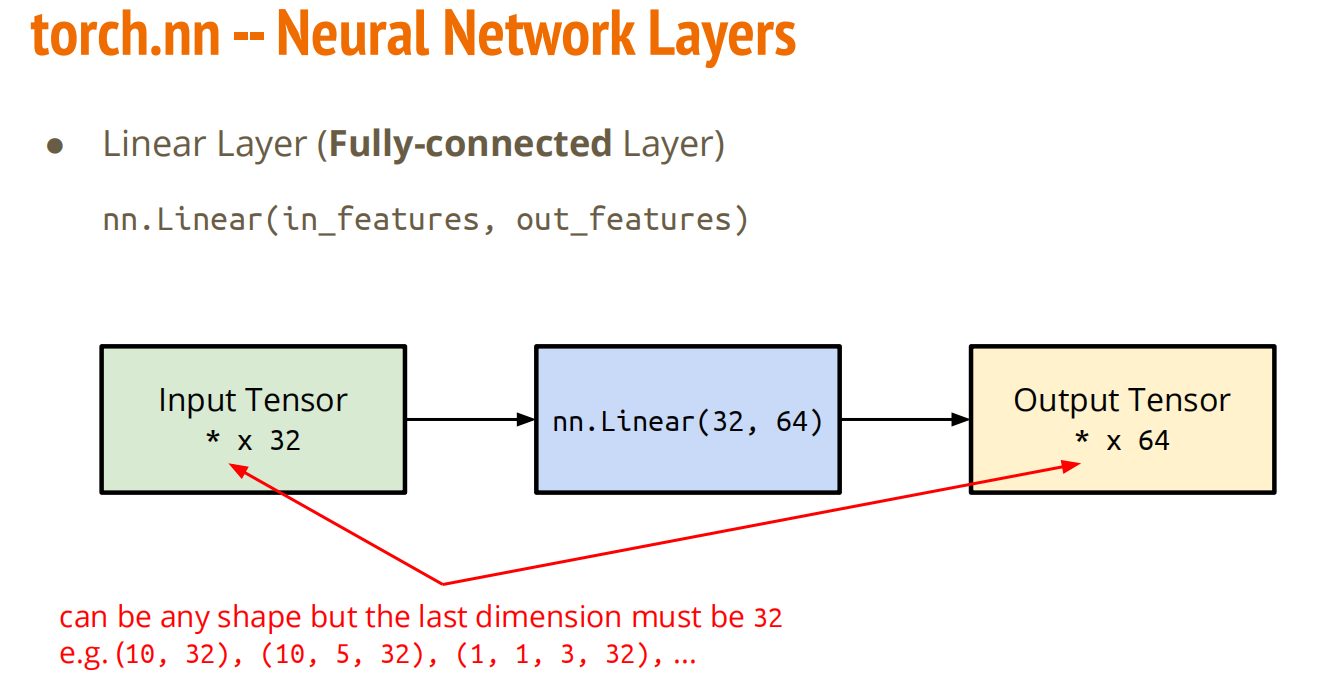 torch.nn -- Neural Network Layers
● Linear Layer (Fully-connected Layer)
nn.Linear(in_features, out_features)
Input Tensor
* x 32
nn.Linear(32, 64)
Output Tensor
* x 64
can be any shape but the last dimension must be 32
e.g. (10, 32), (10, 5, 32), (1, 1, 3, 32), ...